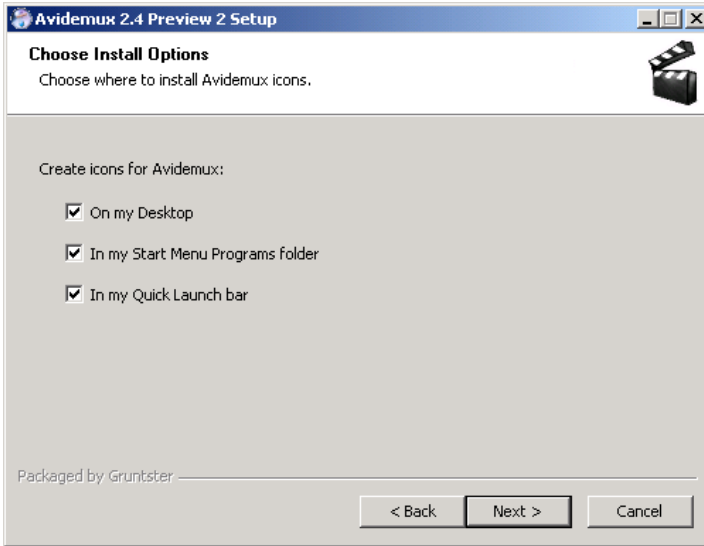 Avidemux 2.4 Preview 2 Setup
Choose Install Options
Choose where to install Avidemux icons.
Create icons for Avidemux:
On my Desktop
In my Start Menu Programs folder
In my Quick Launch bar
Packaged by Gruntster
< Back Next > Cancel